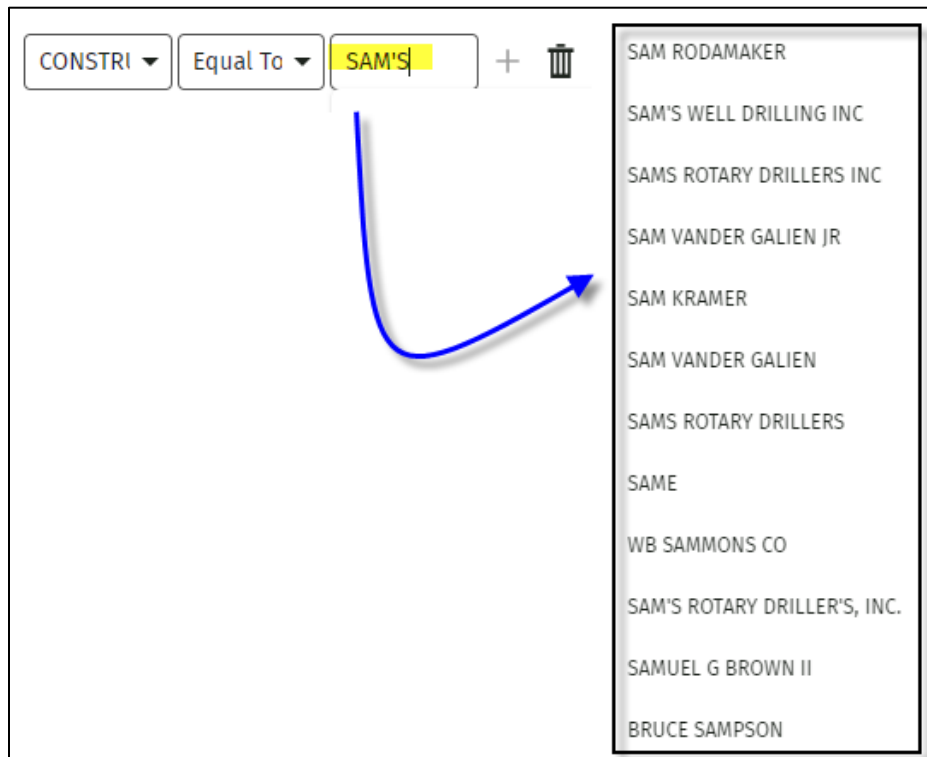 CONSTRU Equal To SAM'S
SAM RODAMAKER
SAM'S WELL DRILLING INC
SAMS ROTARY DRILLERS INC
SAM VANDER GALIEN JR
SAM KRAMER
SAM VANDER GALIEN
SAMS ROTARY DRILLERS
SAME
WB SAMMONS CO
SAM'S ROTARY DRILLER'S, INC.
SAMUEL G BROWN II
BRUCE SAMPSON